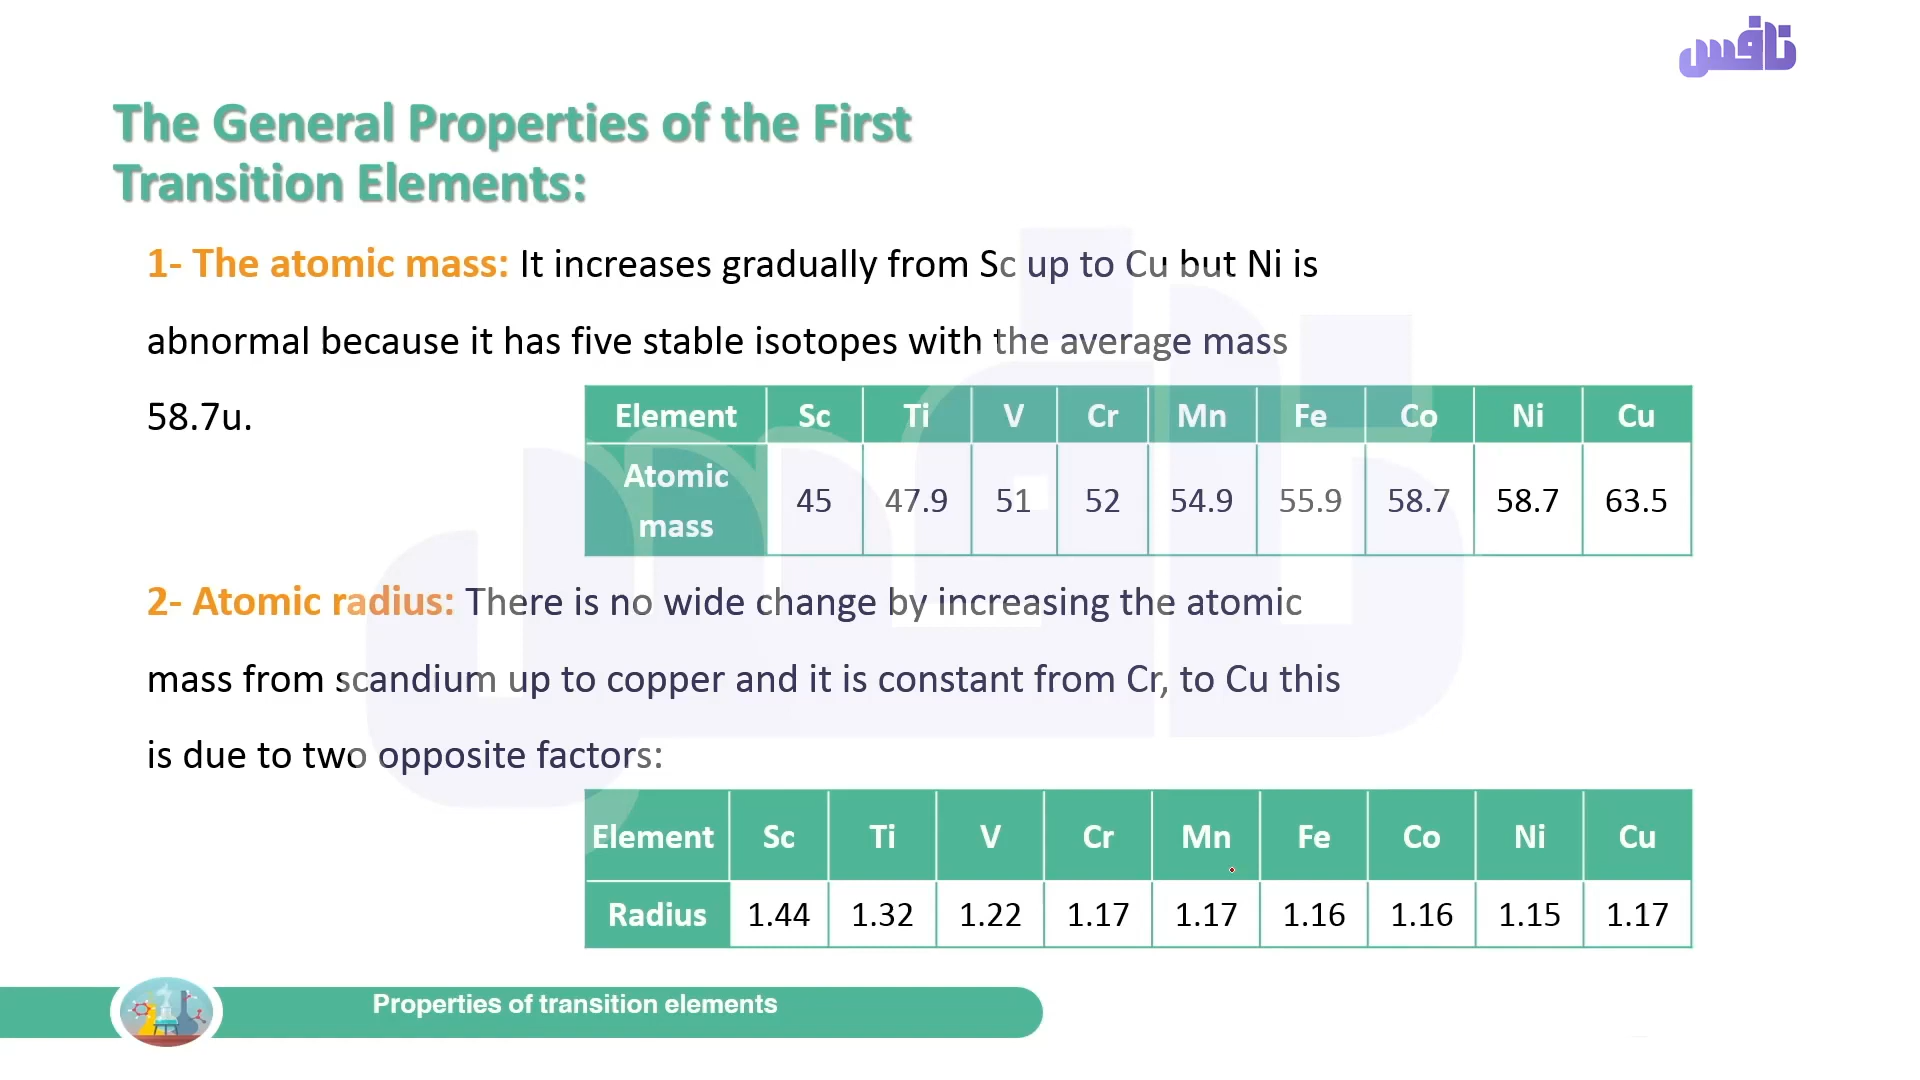 نافس
The General Properties of the First
Transition Elements:
1- The atomic mass: It increases gradually from Sc up to Cu but Ni is
abnormal because it has five stable isotopes with the average mass
58.7u.
Element Sc Ti V Cr Mn Fe Co Ni Cu
Atomic
mass 45 47.9 51 52 54.9 55.9 58.7 58.7 63.5
2- Atomic radius: There is no wide change by increasing the atomic
mass from scandium up to copper and it is constant from Cr, to Cu this
is due to two opposite factors:
Element Sc Ti V Cr Mn Fe Co Ni Cu
Radius 1.44 1.32 1.22 1.17 1.17 1.16 1.16 1.15 1.17
Properties of transition elements